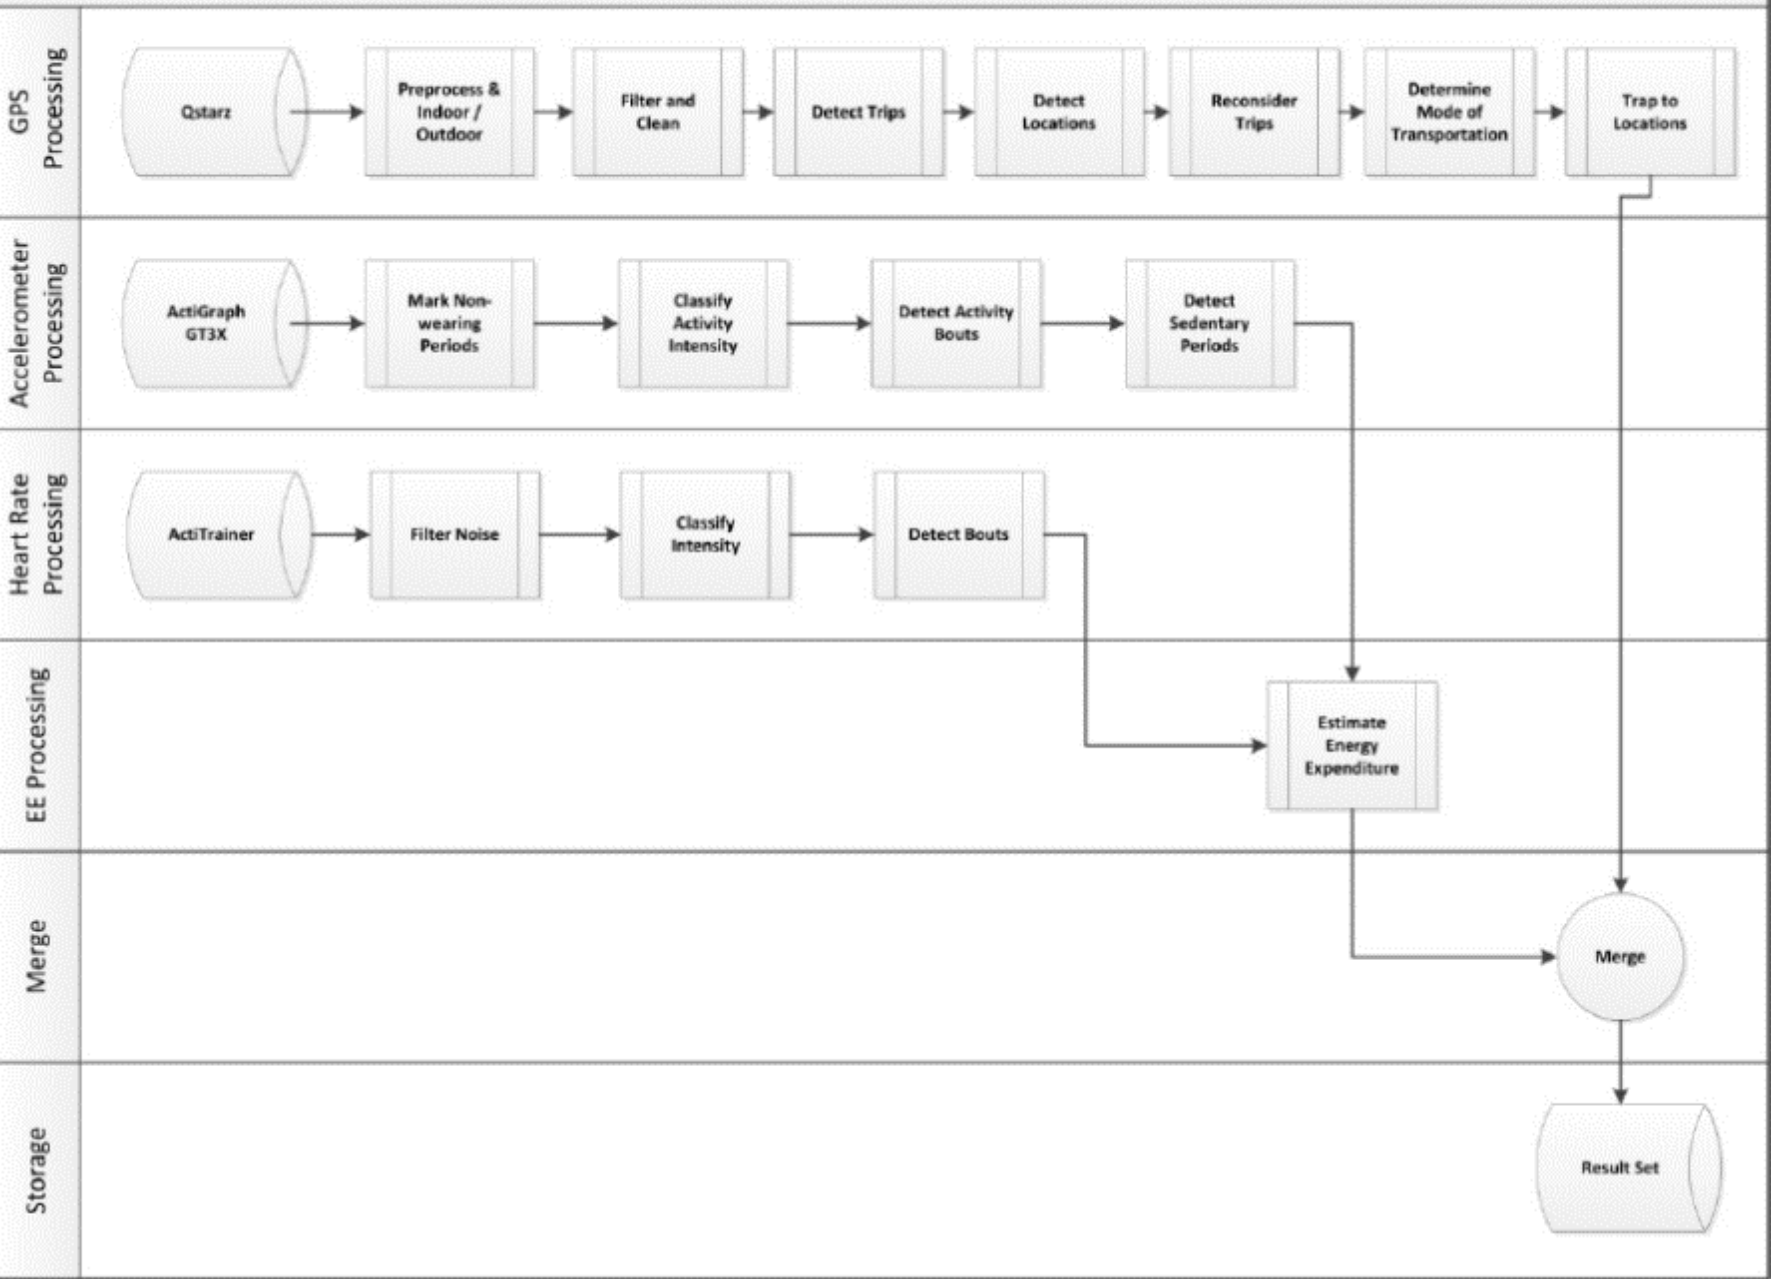 GPS
Processing
Qstarz
Preprocess &
Indoor /
Outdoor
Filter and
Clean
Detect Trips
Detect
Locations
Reconsider
Trips
Determine
Mode of
Transportation
Trap to
Locations
Accelerometer
Processing
ActiGraph
GT3X
Mark Non-
wearing
Periods
Classify
Activity
Intensity
Detect Activity
Bouts
Detect
Sedentary
Periods
Heart Rate
Processing
ActiTrainer
Filter Noise
Classify
Intensity
Detect Bouts
EE Processing
Estimate
Energy
Expenditure
Merge
Merge
Storage
Result Set